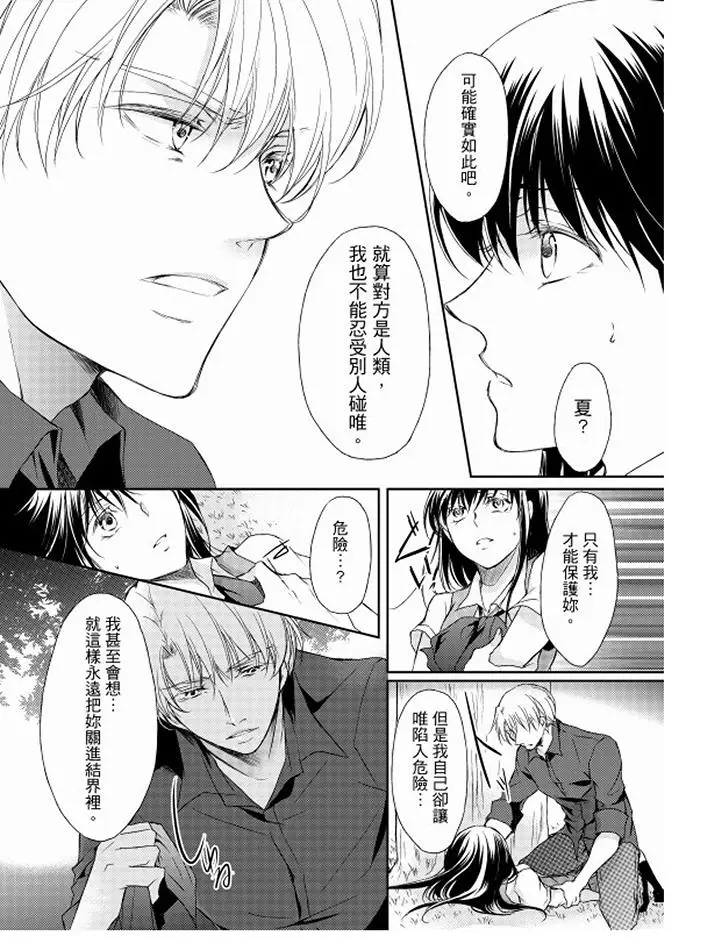 可能確實如此吧。
就算對方是人類，
我也不能忍受別人碰唯。
夏？
只有我…
才能保護妳。
危險…？
但是我自己卻讓
唯陷入危險…
我甚至會想…
就這樣永遠把妳關進結界裡。